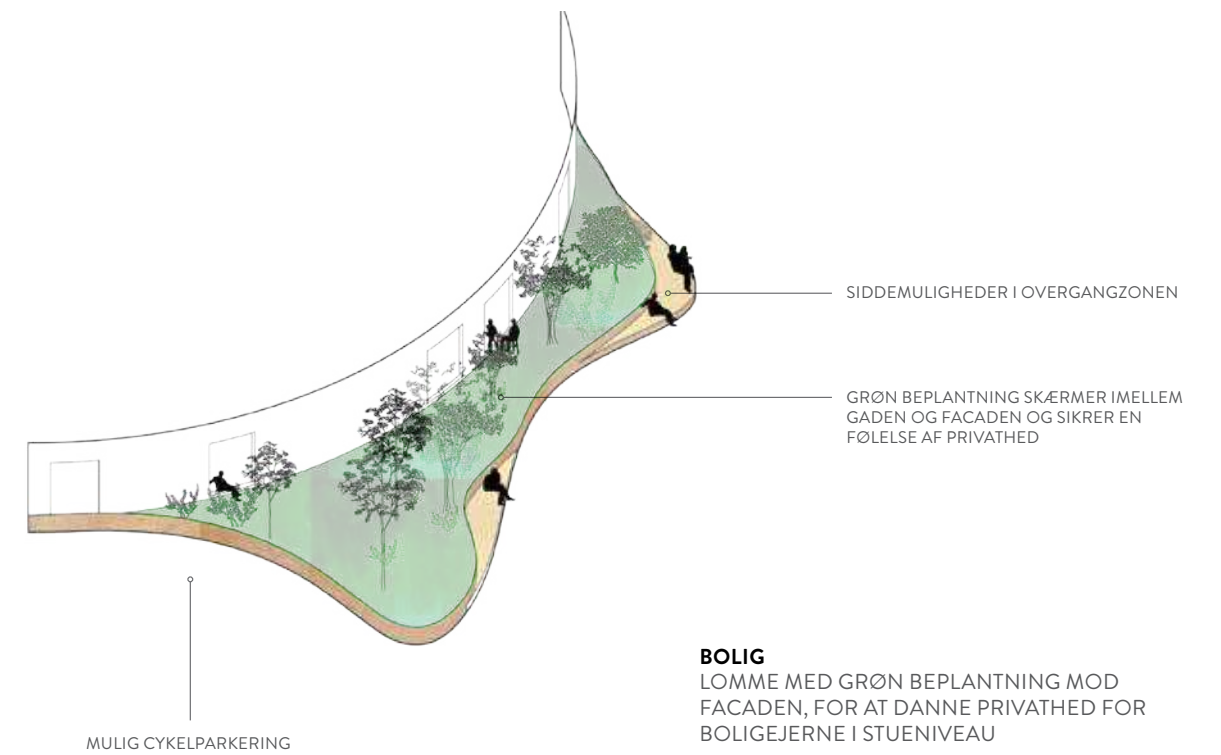 SIDDEMULIGHEDER I OVERGANGZONEN
GRØN BEPLANTNING SKÆRMER IMELLEM
GADEN OG FACADEN OG SIKRER EN
FØLELSE AF PRIVATHED
BOLIG
LOMME MED GRØN BEPLANTNING MOD
FACADEN, FOR AT DANNE PRIVATHED FOR
BOLIGEJERNE I STUENIVEAU
MULIG CYKELPARKERING